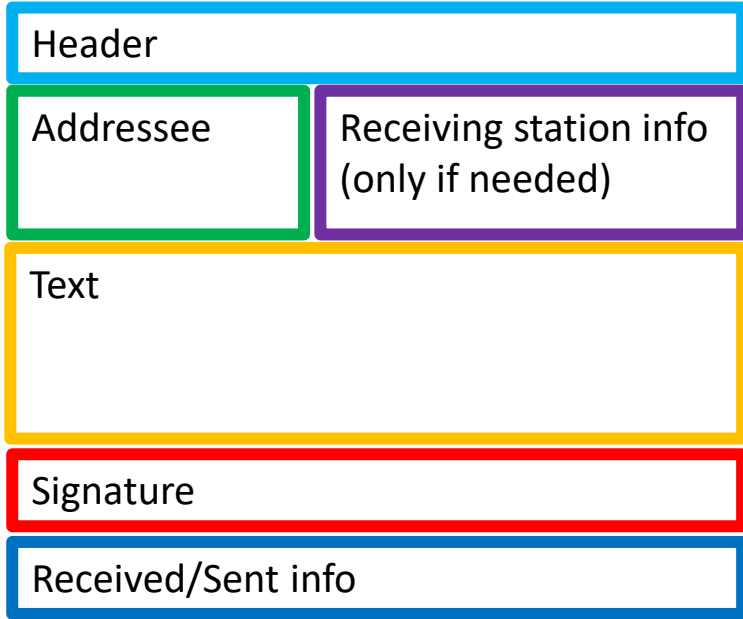 Header
Addressee
Receiving station info
(only if needed)
Text
Signature
Received/Sent info